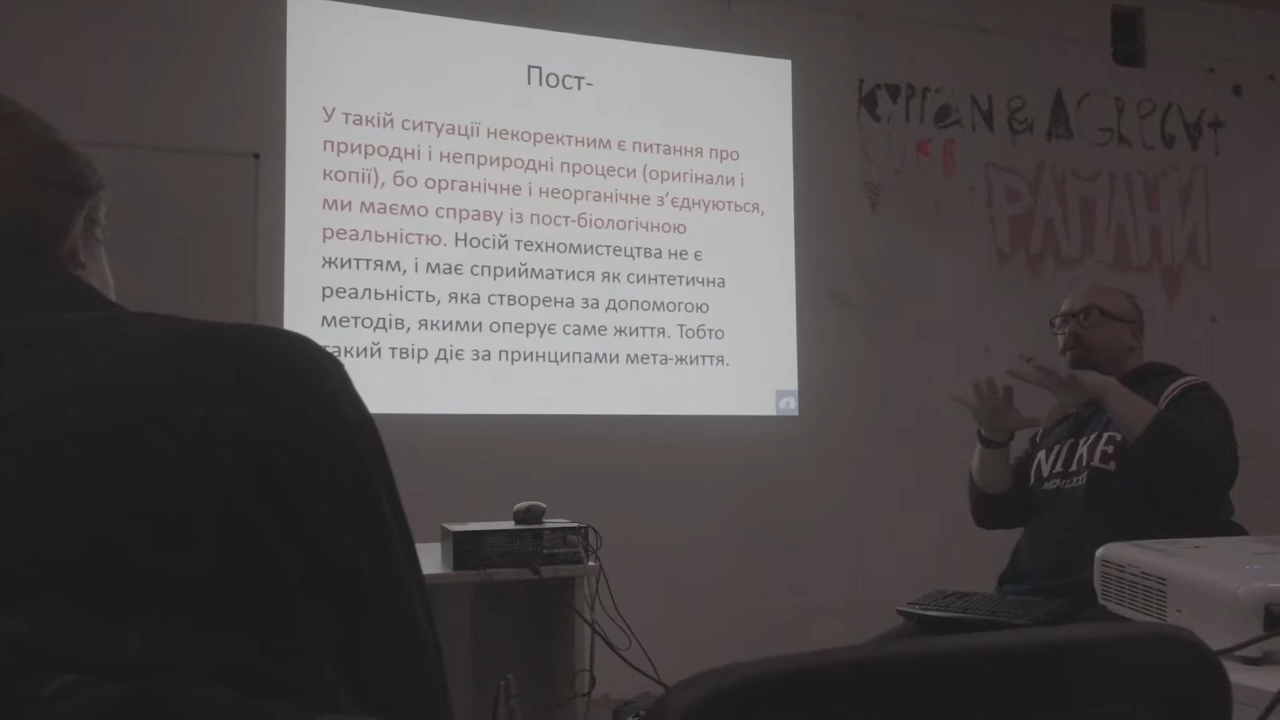 Пост-
У такій ситуації некоректним є питання про
природні і неприродні процеси (оригінали і
копії), бо органічне і неорганічне з’єднуються,
ми маємо справу із пост-біологічною
реальністю. Носій техномистецтва не є
життям, і має сприйматися як синтетична
реальність, яка створена за допомогою
методів, якими оперує саме життя. Тобто
такий твір діє за принципами мета-життя.
РАМАНИ
NIKE